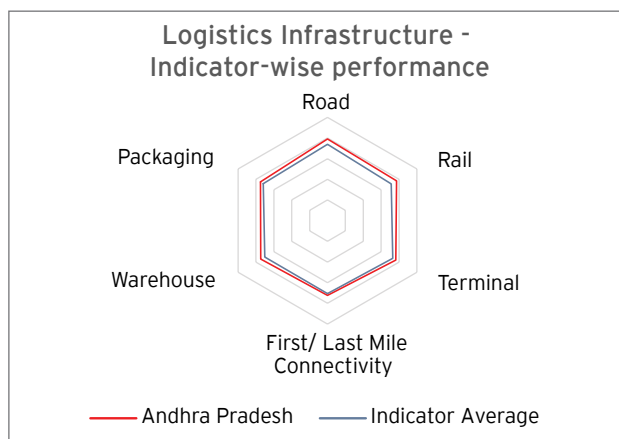 Logistics Infrastructure -
Indicator-wise performance
Road
Packaging
Rail
Warehouse
Terminal
First/ Last Mile
Connectivity
Andhra Pradesh
Indicator Average